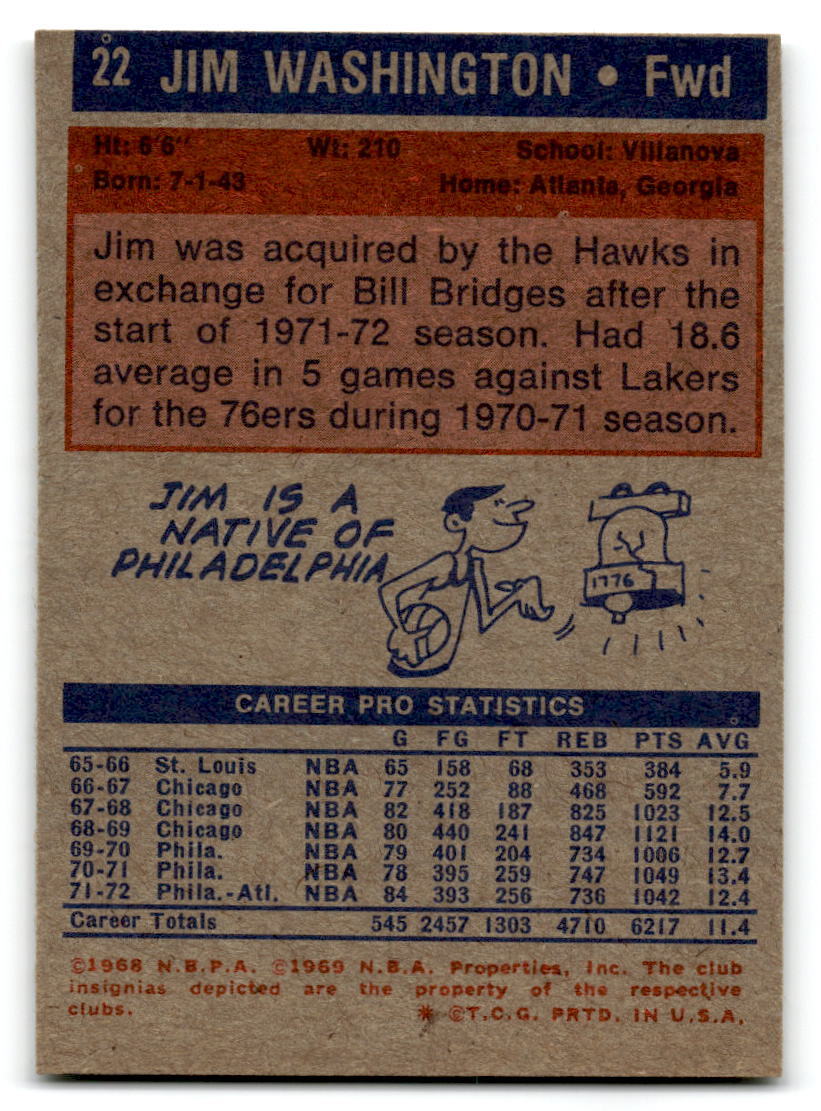 22 JIM WASHINGTON • Fwd
Ht: 6'6" Wt: 210 School: Villanova
Born: 7-1-43 Home: Atlanta, Georgia
Jim was acquired by the Hawks in
exchange for Bill Bridges after the
start of 1971-72 season. Had 18.6
average in 5 games against Lakers
for the 76ers during 1970-71 season.
JIM IS A
NATIVE OF
PHILADELPHIA
1776
CAREER PRO STATISTICS
G FG FT REB PTS AVG
65-66 St. Louis NBA 65 158 68 353 384 5.9
66-67 Chicago NBA 77 252 88 468 592 7.7
67-68 Chicago NBA 82 418 187 825 1023 12.5
68-69 Chicago NBA 80 440 241 847 1121 14.0
69-70 Phila. NBA 79 401 204 734 1006 12.7
70-71 Phila. NBA 78 395 259 747 1049 13.4
71-72 Phila.-Atl. NBA 84 393 256 736 1042 12.4
Career Totals 545 2457 1303 4710 6217 11.4
©1968 N.B.P.A. ©1969 N.B.A. Properties, Inc. The club
insignias depicted are the property of the respective
clubs. * ©T.C.G. PRTD. IN U.S.A.